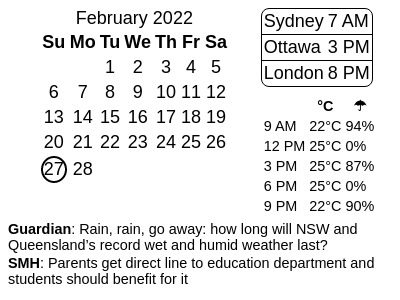 February 2022
Su Mo Tu We Th Fr Sa
1 2 3 4 5
6 7 8 9 10 11 12
13 14 15 16 17 18 19
20 21 22 23 24 25 26
27 28
Sydney 7 AM
Ottawa 3 PM
London 8 PM
°C ☂
9 AM 22°C 94%
12 PM 25°C 0%
3 PM 25°C 87%
6 PM 25°C 0%
9 PM 22°C 90%
Guardian: Rain, rain, go away: how long will NSW and
Queensland’s record wet and humid weather last?
SMH: Parents get direct line to education department and
students should benefit for it